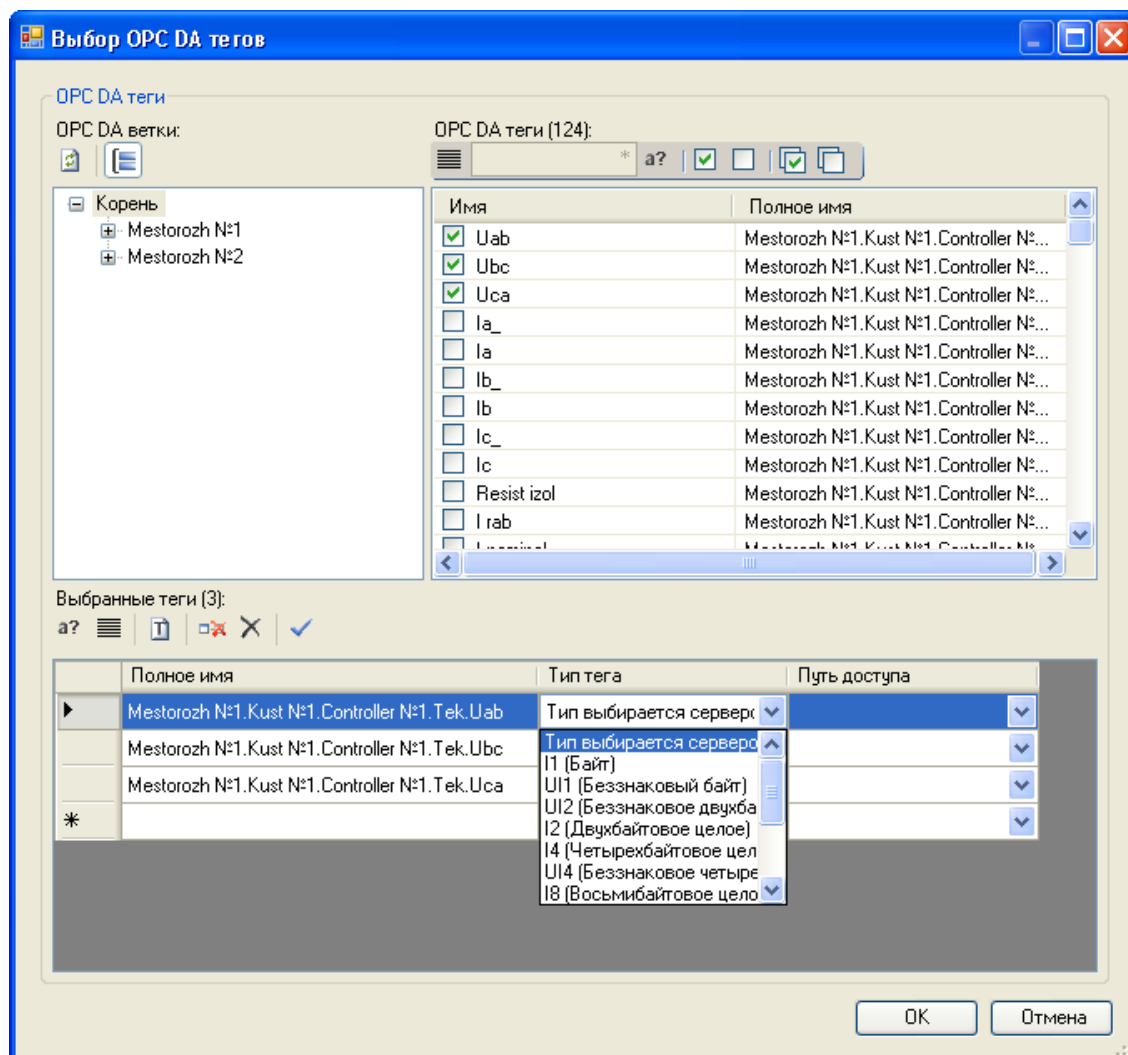 Выбор OPC DA тегов
OPC DA теги
OPC DA ветки:
OPC DA теги (124):
* a?
Корень
Mestorozh №1
Mestorozh №2
Имя Полное имя
Uab Mestorozh №1.Kust №1.Controller №...
Ubc Mestorozh №1.Kust №1.Controller №...
Uca Mestorozh №1.Kust №1.Controller №...
Ia_ Mestorozh №1.Kust №1.Controller №...
Ia Mestorozh №1.Kust №1.Controller №...
Ib_ Mestorozh №1.Kust №1.Controller №...
Ib Mestorozh №1.Kust №1.Controller №...
Ic_ Mestorozh №1.Kust №1.Controller №...
Ic Mestorozh №1.Kust №1.Controller №...
Resist izol Mestorozh №1.Kust №1.Controller №...
I rab Mestorozh №1.Kust №1.Controller №...
Выбранные теги (3):
a? T
Полное имя Тип тега Путь доступа
Mestorozh №1.Kust №1.Controller №1.Tek.Uab Тип выбирается серверо
Mestorozh №1.Kust №1.Controller №1.Tek.Ubc
Mestorozh №1.Kust №1.Controller №1.Tek.Uca
*
Тип выбирается серверо
I1 (Байт)
UI1 (Беззнаковый байт)
UI2 (Беззнаковое двухба
I2 (Двухбайтовое целое)
I4 (Четырехбайтовое цел
UI4 (Беззнаковое четыре
I8 (Восьмибайтовое цело
OK Отмена